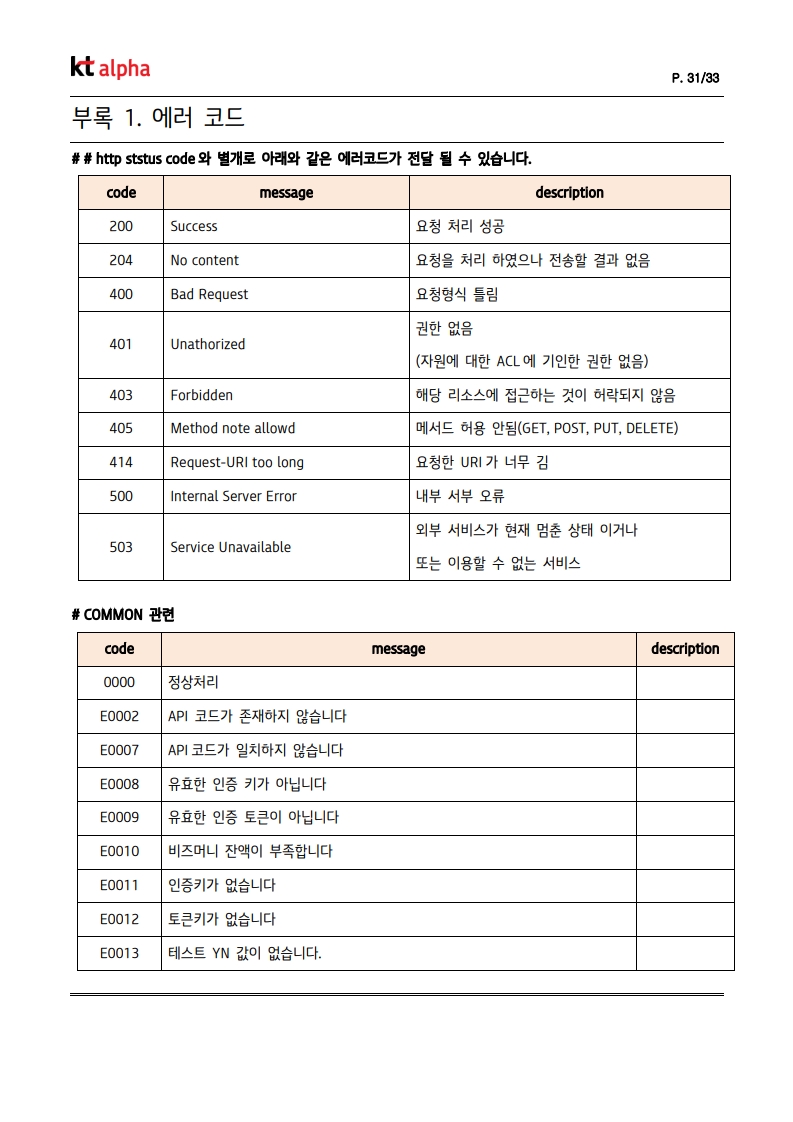 kt alpha
P. 31/33
부록 1. 에러 코드
# # http ststus code 와 별개로 아래와 같은 에러코드가 전달 될 수 있습니다.
code message description
200 Success 요청 처리 성공
204 No content 요청을 처리 하였으나 전송할 결과 없음
400 Bad Request 요청형식 틀림
401 Unathorized 권한 없음
(자원에 대한 ACL 에 기인한 권한 없음)
403 Forbidden 해당 리소스에 접근하는 것이 허락되지 않음
405 Method note allowd 메서드 허용 안됨(GET, POST, PUT, DELETE)
414 Request-URI too long 요청한 URI 가 너무 김
500 Internal Server Error 내부 서부 오류
503 Service Unavailable 외부 서비스가 현재 멈춘 상태 이거나
또는 이용할 수 없는 서비스
# COMMON 관련
code message description
0000 정상처리
E0002 API 코드가 존재하지 않습니다
E0007 API 코드가 일치하지 않습니다
E0008 유효한 인증 키가 아닙니다
E0009 유효한 인증 토큰이 아닙니다
E0010 비즈머니 잔액이 부족합니다
E0011 인증키가 없습니다
E0012 토큰키가 없습니다
E0013 테스트 YN 값이 없습니다.